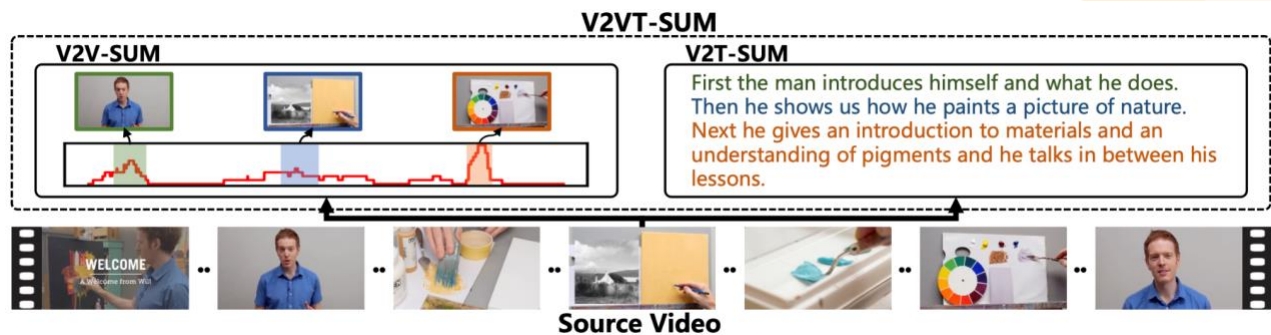 V2VT-SUM
V2V-SUM
V2T-SUM
First the man introduces himself and what he does.
Then he shows us how he paints a picture of nature.
Next he gives an introduction to materials and an
understanding of pigments and he talks in between his
lessons.
WELCOME
A Welcome from Will
Source Video